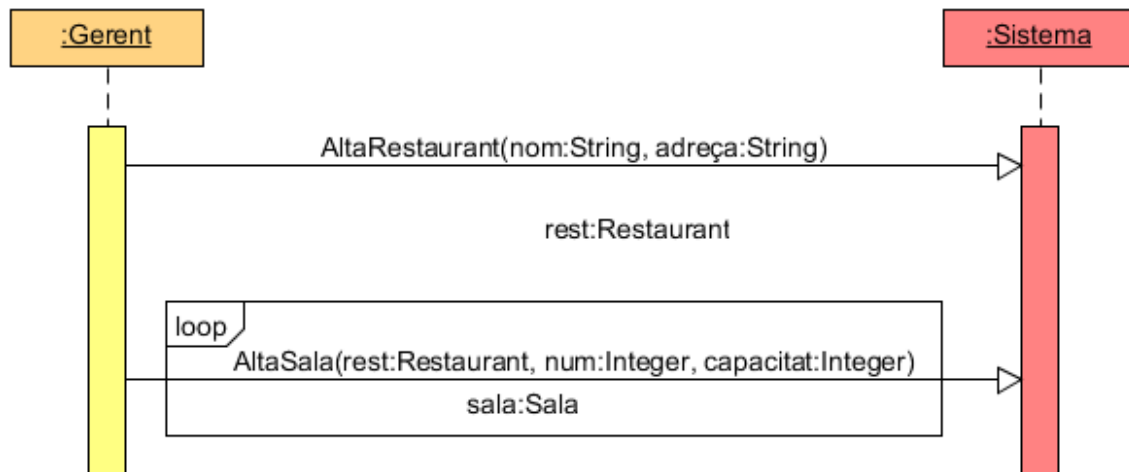 :Gerent
:Sistema
AltaRestaurant(nom:String, adreça:String)
rest:Restaurant
loop
AltaSala(rest:Restaurant, num:Integer, capacitat:Integer)
sala:Sala